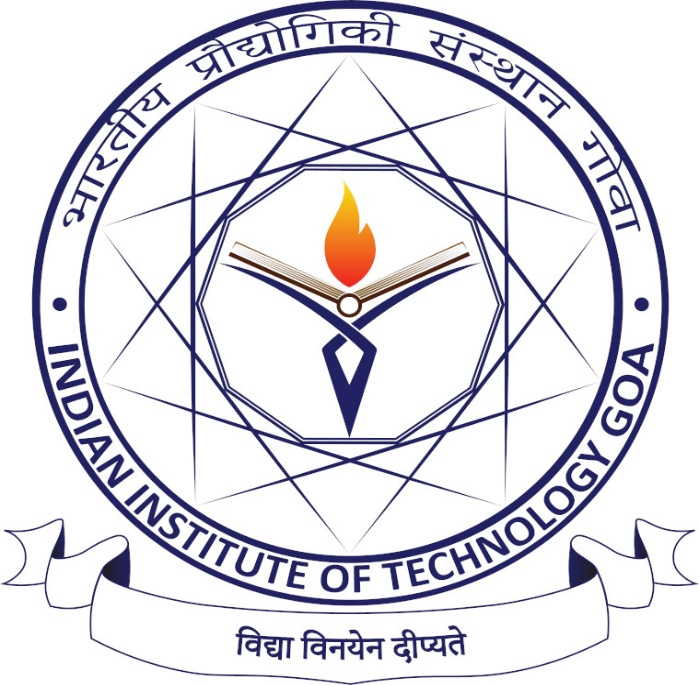 भारतीय प्रौद्योगिकी संस्थान गोवा
INDIAN INSTITUTE OF TECHNOLOGY GOA
विद्या विनयेन दीप्यते